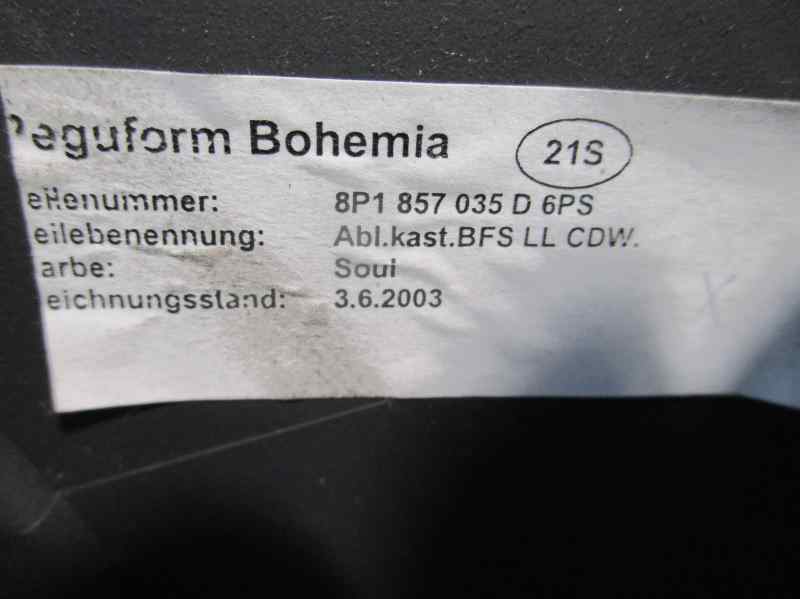 eguform Bohemia 21S
eilenummer: 8P1 857 035 D 6PS
eilebenennung: Abl.kast.BFS LL CDW.
arbe: Soul
eichnungsstand: 3.6.2003